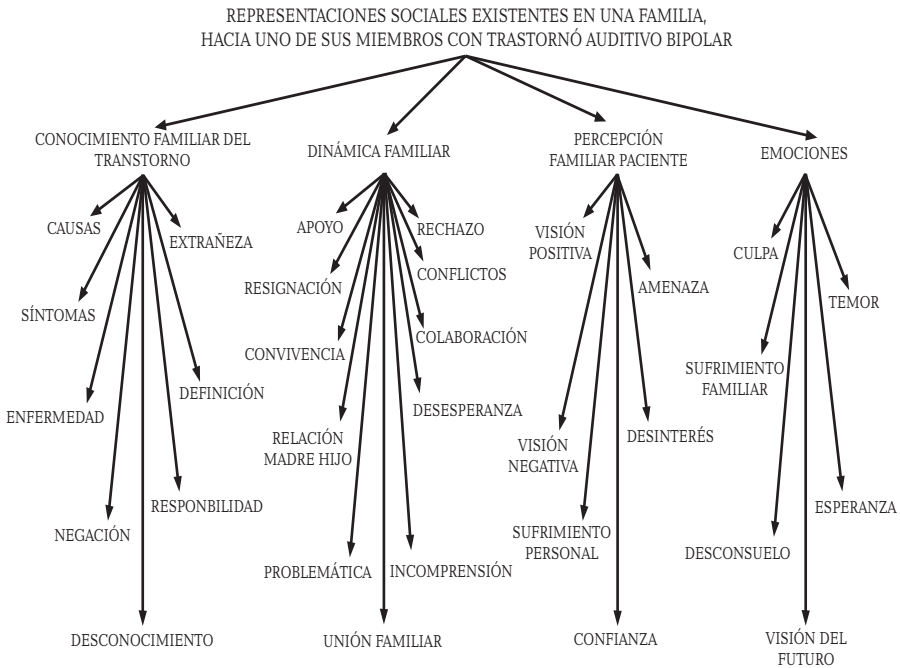 REPRESENTACIONES SOCIALES EXISTENTES EN UNA FAMILIA,
HACIA UNO DE SUS MIEMBROS CON TRASTORNÓ AUDITIVO BIPOLAR
CONOCIMIENTO FAMILIAR DEL
TRANSTORNO
CAUSAS
EXTRAÑEZA
SÍNTOMAS
DEFINICIÓN
ENFERMEDAD
RESPONBILIDAD
NEGACIÓN
DESCONOCIMIENTO
DINÁMICA FAMILIAR
APOYO
RECHAZO
RESIGNACIÓN
CONFLICTOS
CONVIVENCIA
COLABORACIÓN
RELACIÓN
MADRE HIJO
DESESPERANZA
PROBLEMÁTICA
INCOMPRENSIÓN
UNIÓN FAMILIAR
PERCEPCIÓN
FAMILIAR PACIENTE
VISIÓN
POSITIVA
AMENAZA
VISIÓN
NEGATIVA
DESINTERÉS
SUFRIMIENTO
PERSONAL
CONFIANZA
EMOCIONES
CULPA
TEMOR
SUFRIMIENTO
FAMILIAR
ESPERANZA
DESCONSUELO
VISIÓN DEL
FUTURO